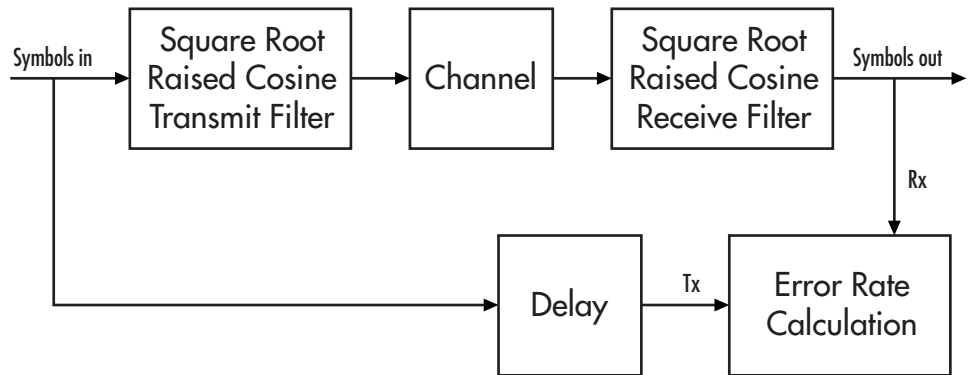 Symbols in
Square Root
Raised Cosine
Transmit Filter
Channel
Square Root
Raised Cosine
Receive Filter
Symbols out
Rx
Delay
Tx
Error Rate
Calculation